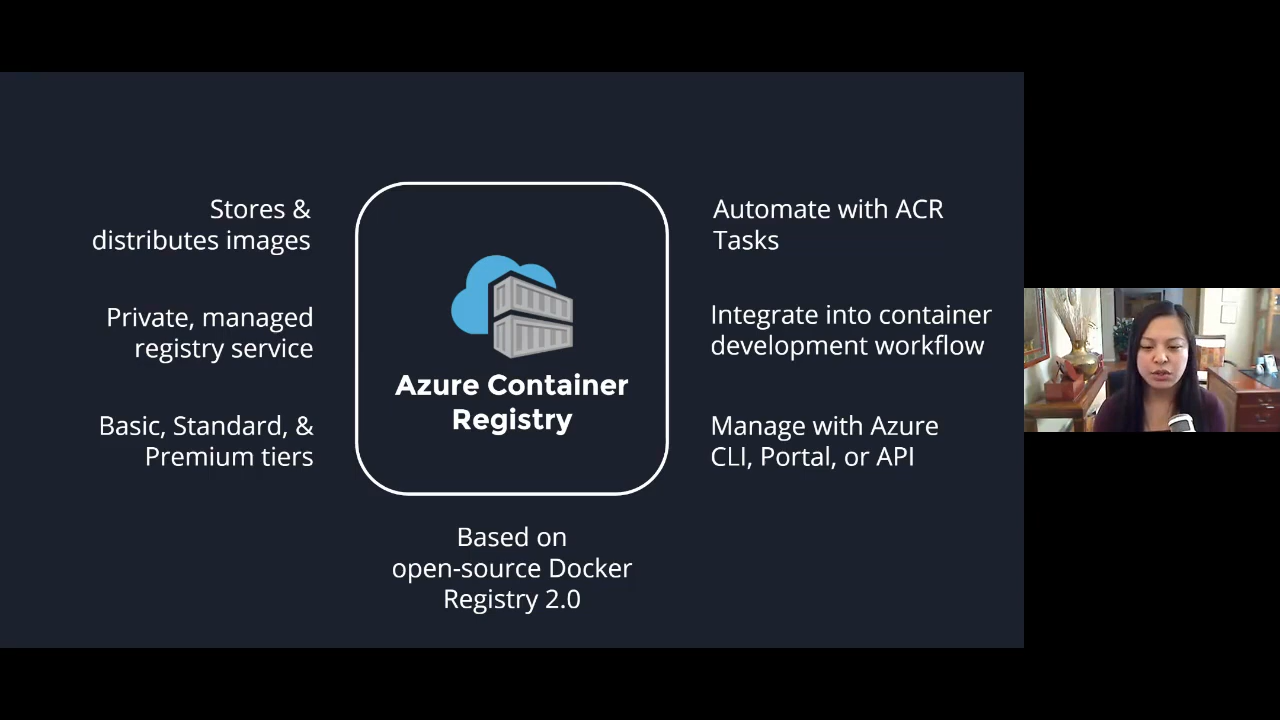 Stores &
distributes images
Private, managed
registry service
Basic, Standard, &
Premium tiers
Azure Container
Registry
Automate with ACR
Tasks
Integrate into container
development workflow
Manage with Azure
CLI, Portal, or API
Based on
open-source Docker
Registry 2.0